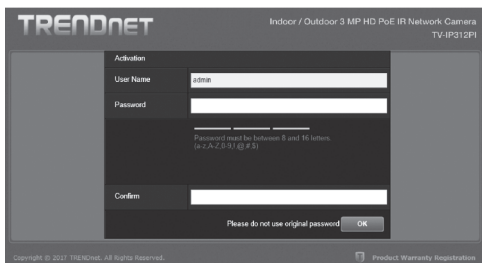 TRENDNET
Indoor / Outdoor 3 MP HD PoE IR Network Camera
TV-IP312PI
Activation
User Name
admin
Password
Password must be between 8 and 16 letters.
(a-z,A-Z,0-9,!,@,#,$)
Confirm
Please do not use original password
OK
Copyright © 2017 TRENDnet. All Rights Reserved.
Product Warranty Registration